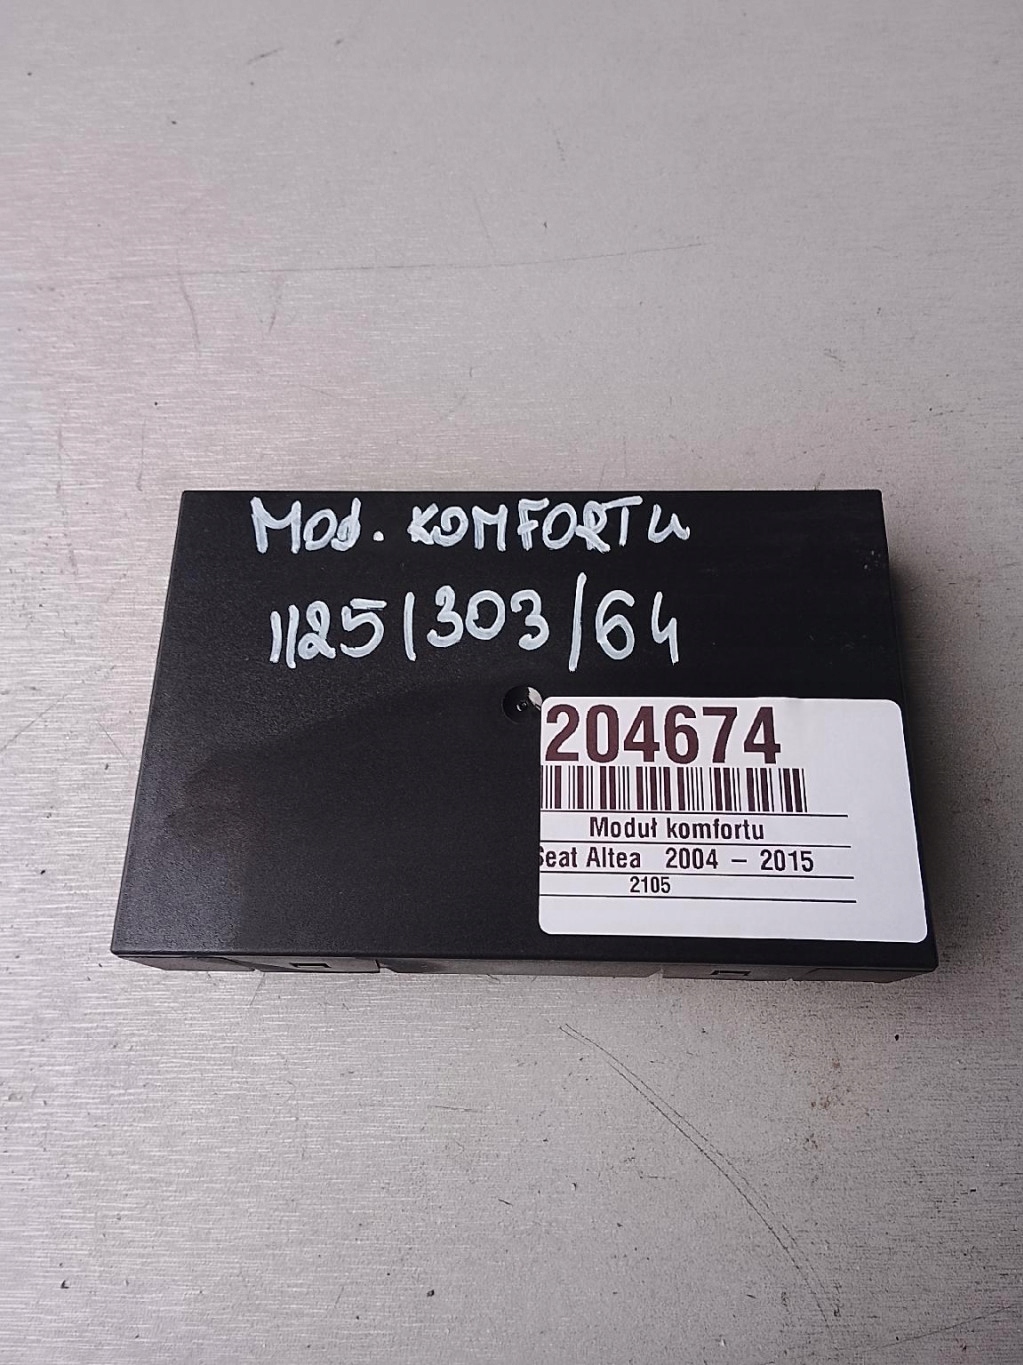 Mod. KOMFORTu
1125/303/64
204674
Moduł komfortu
Seat Altea 2004 – 2015
2105